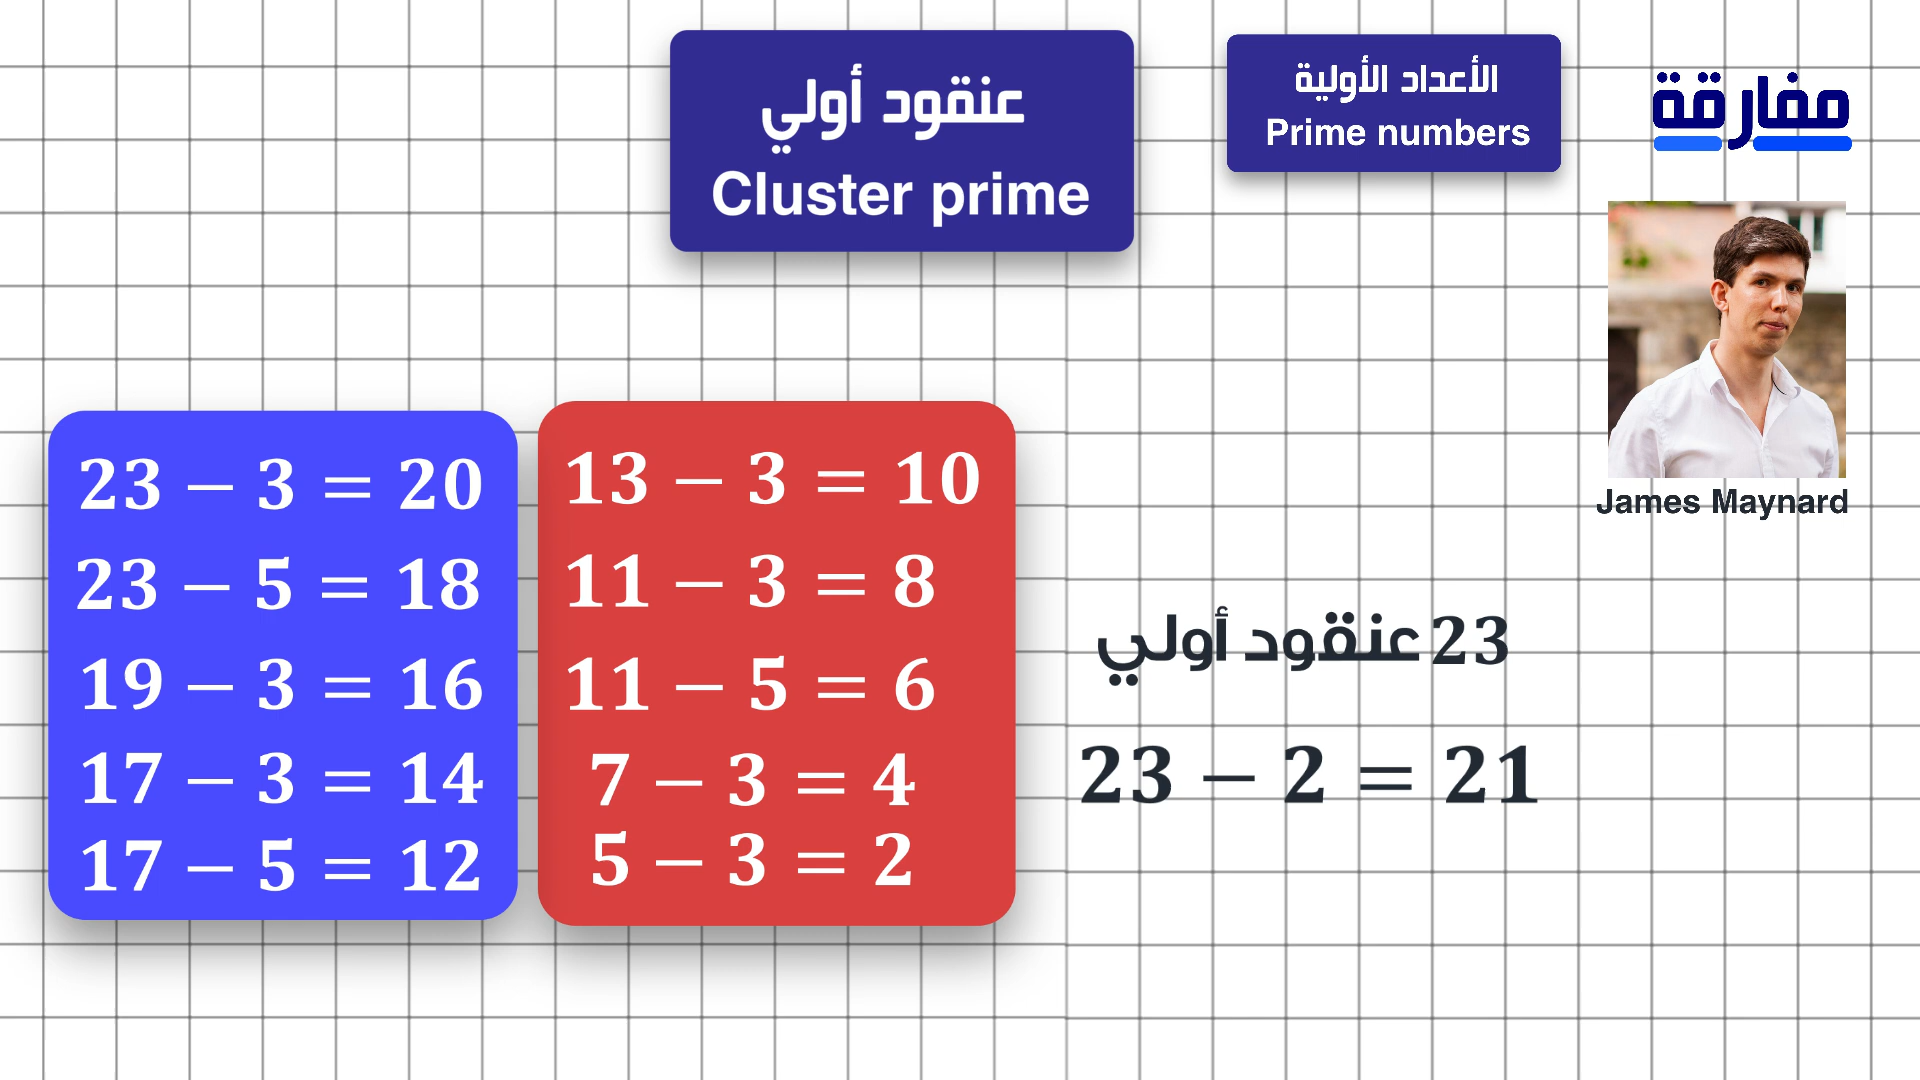 عنقود أولي
Cluster prime
الأعداد الأولية
Prime numbers
مفارقة
James Maynard
23 − 3 = 20
23 − 5 = 18
19 − 3 = 16
17 − 3 = 14
17 − 5 = 12
13 − 3 = 10
11 − 3 = 8
11 − 5 = 6
7 − 3 = 4
5 − 3 = 2
23 عنقود أولي
23 − 2 = 21